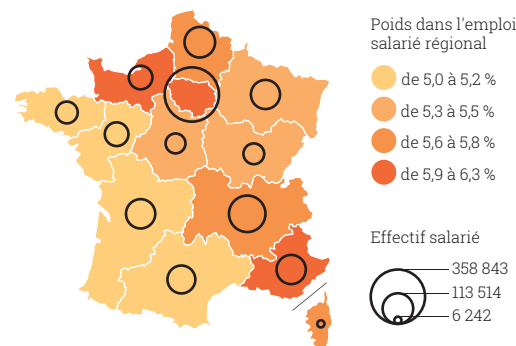 Poids dans l'emploi
salarié régional
de 5,0 à 5,2 %
de 5,3 à 5,5 %
de 5,6 à 5,8 %
de 5,9 à 6,3 %
Effectif salarié
358 843
113 514
6 242